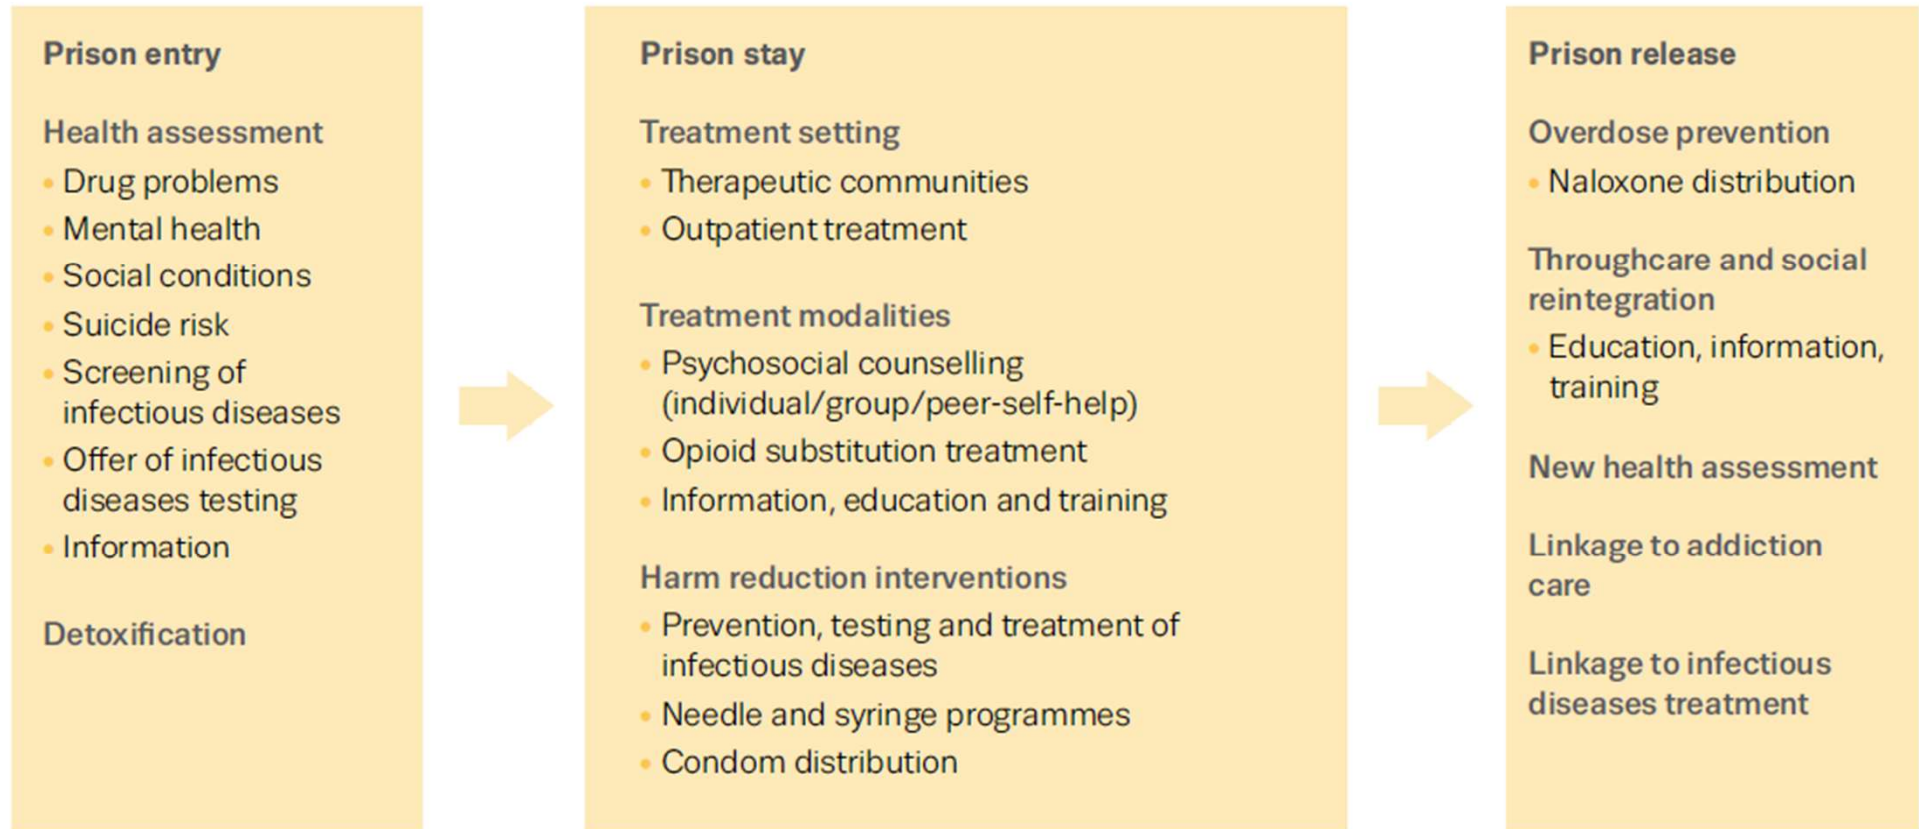 Prison entry
Health assessment
• Drug problems
• Mental health
• Social conditions
• Suicide risk
• Screening of
infectious diseases
• Offer of infectious
diseases testing
• Information
Detoxification
Prison stay
Treatment setting
• Therapeutic communities
• Outpatient treatment
Treatment modalities
• Psychosocial counselling
(individual/group/peer-self-help)
• Opioid substitution treatment
• Information, education and training
Harm reduction interventions
• Prevention, testing and treatment of
infectious diseases
• Needle and syringe programmes
• Condom distribution
Prison release
Overdose prevention
• Naloxone distribution
Throughcare and social
reintegration
• Education, information,
training
New health assessment
Linkage to addiction
care
Linkage to infectious
diseases treatment